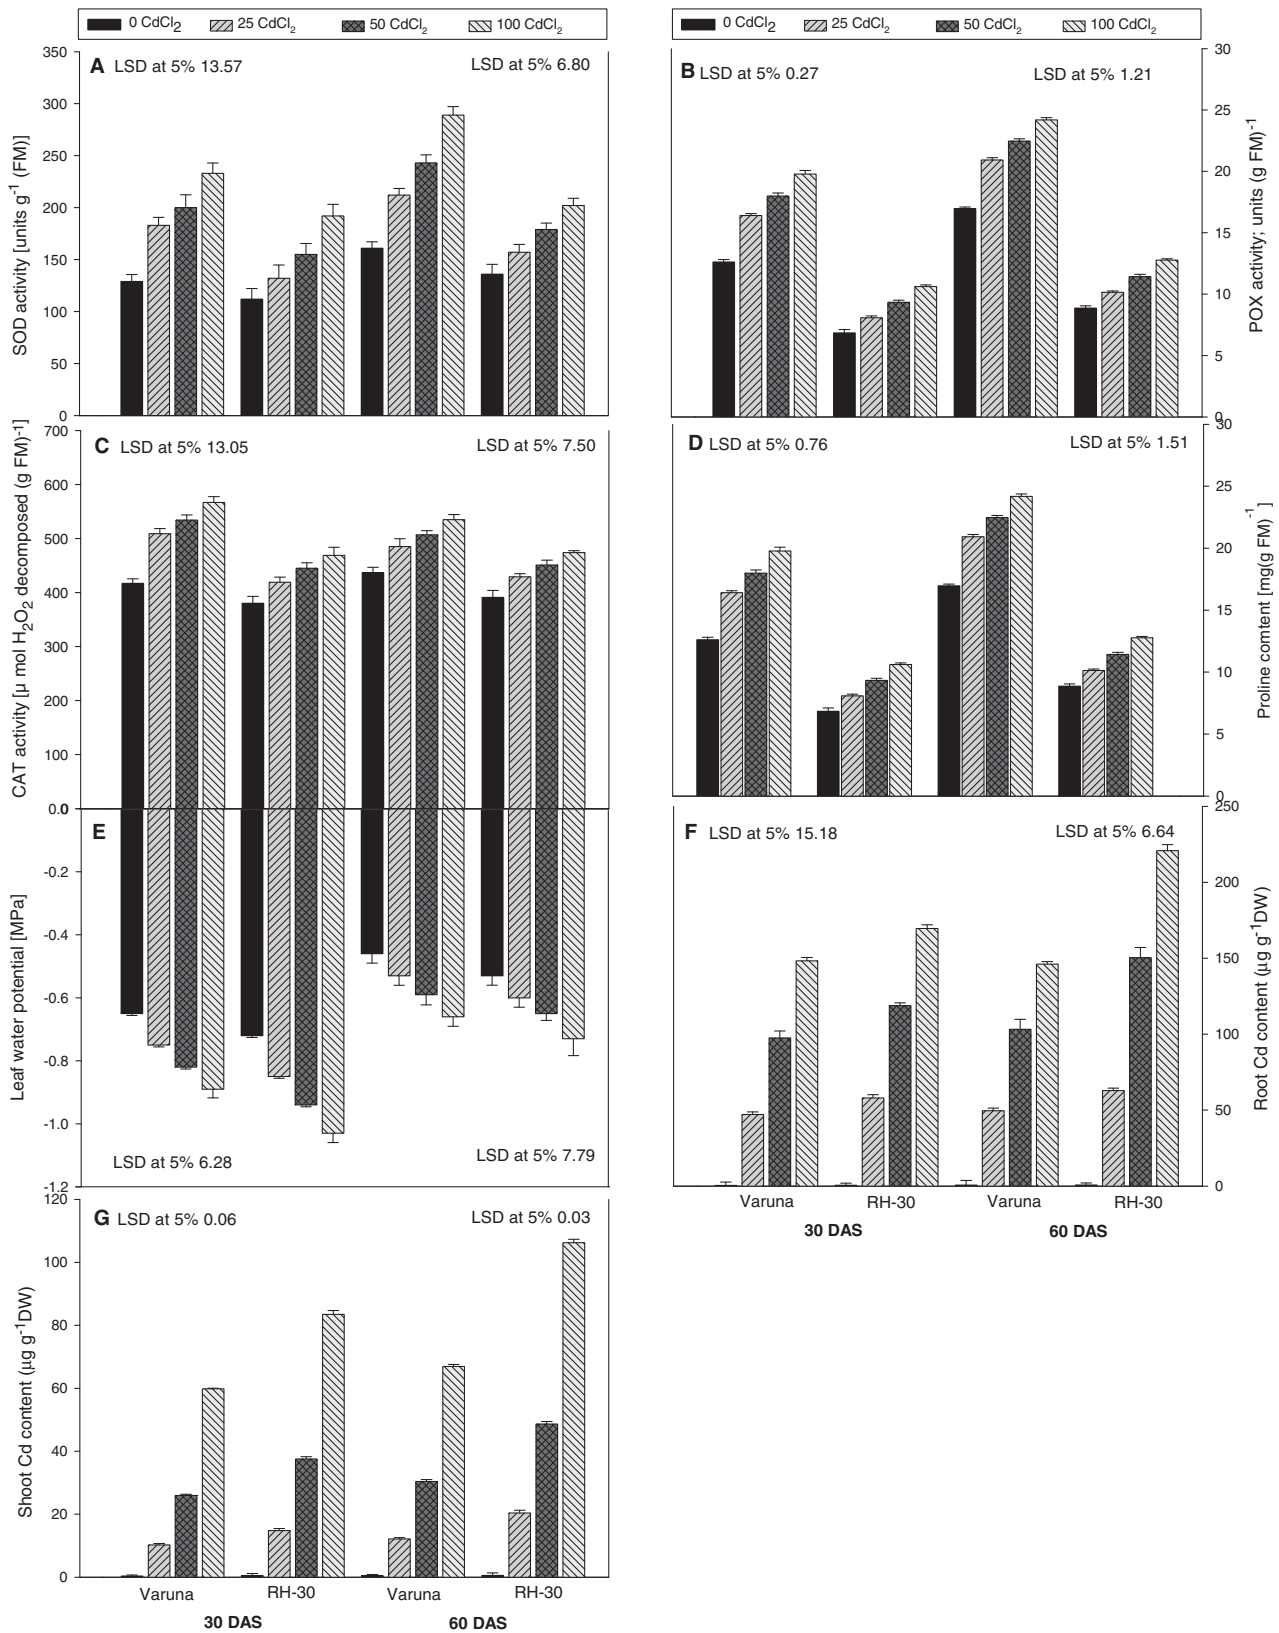 0 CdCl2 25 CdCl2 50 CdCl2 100 CdCl2
A LSD at 5% 13.57 LSD at 5% 6.80
SOD activity [units g-1 (FM)]
350
300
250
200
150
100
50
0
C LSD at 5% 13.05 LSD at 5% 7.50
CAT activity [µ mol H2O2 decomposed (g FM)-1]
700
600
500
400
300
200
100
0
E
Leaf water potential [MPa]
0.0
-0.2
-0.4
-0.6
-0.8
-1.0
-1.2
LSD at 5% 6.28 LSD at 5% 7.79
G LSD at 5% 0.06 LSD at 5% 0.03
Shoot Cd content (µg g-1DW)
120
100
80
60
40
20
0
Varuna RH-30 Varuna RH-30
30 DAS 60 DAS
0 CdCl2 25 CdCl2 50 CdCl2 100 CdCl2
B LSD at 5% 0.27 LSD at 5% 1.21
POX activity; units (g FM)-1
30
25
20
15
10
5
0
D LSD at 5% 0.76 LSD at 5% 1.51
Proline comtent [mg(g FM)-1]
30
25
20
15
10
5
0
F LSD at 5% 15.18 LSD at 5% 6.64
Root Cd content (µg g-1DW)
250
200
150
100
50
0
Varuna RH-30 Varuna RH-30
30 DAS 60 DAS